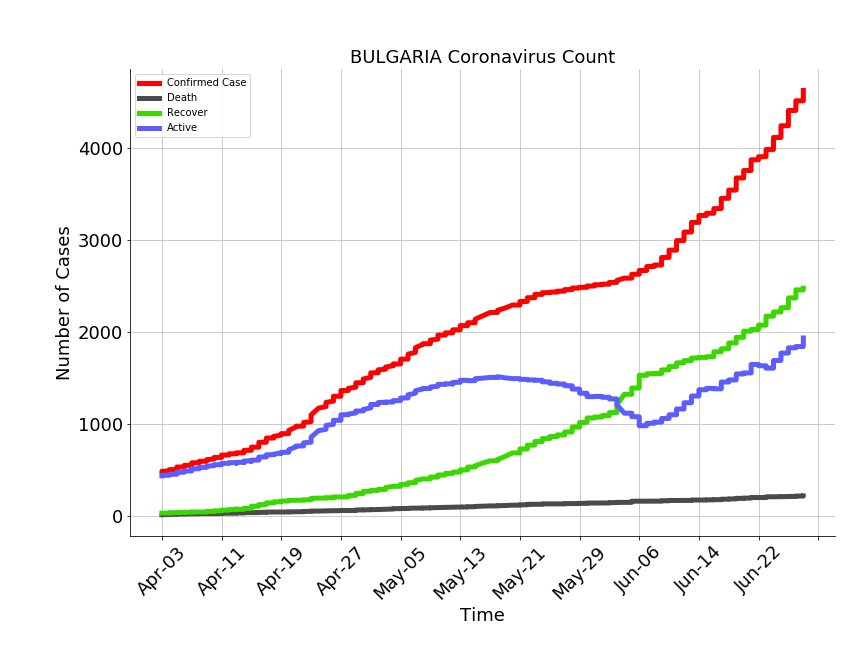 BULGARIA Coronavirus Count
Confirmed Case
Death
Recover
Active
Number of Cases
4000
3000
2000
1000
0
Apr-03
Apr-11
Apr-19
Apr-27
May-05
May-13
May-21
May-29
Jun-06
Jun-14
Jun-22
Time